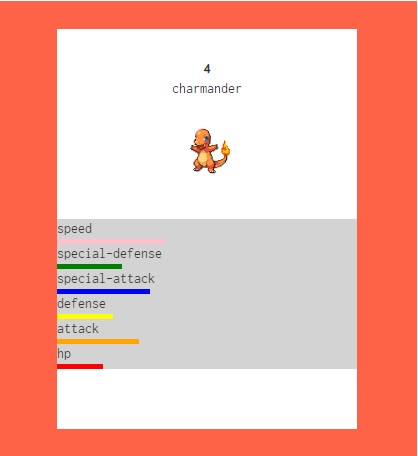 4
charmander
speed
special-defense
special-attack
defense
attack
hp